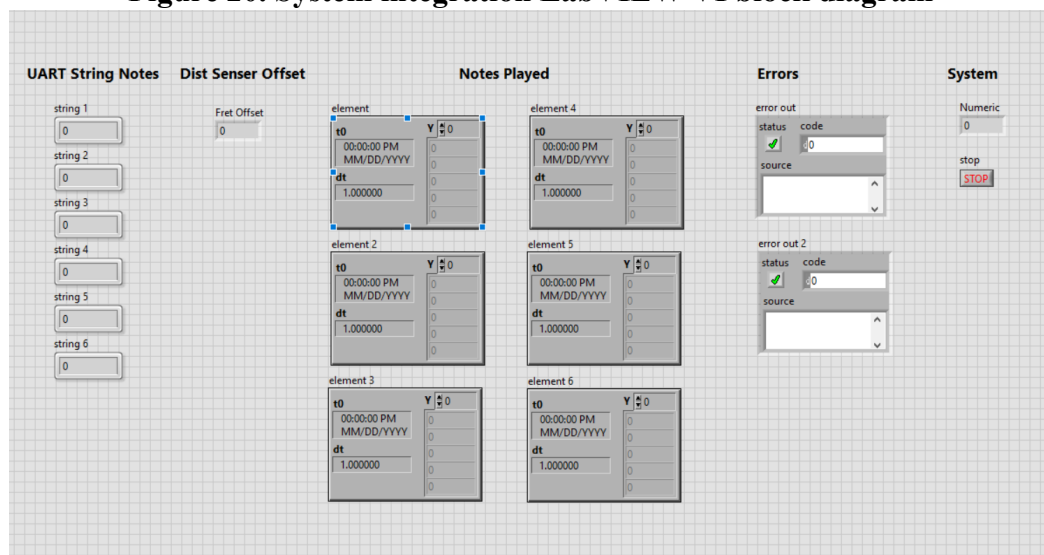 Figure System integration LabVIEW VI block diagram
UART String Notes
Dist Senser Offset
Notes Played
Errors
System
string 1
0
string 2
0
string 3
0
string 4
0
string 5
0
string 6
0
Fret Offset
0
element
t0
00:00:00 PM
MM/DD/YYYY
dt
1.000000
Y 0
0
0
0
0
0
element 2
t0
00:00:00 PM
MM/DD/YYYY
dt
1.000000
Y 0
0
0
0
0
0
element 3
t0
00:00:00 PM
MM/DD/YYYY
dt
1.000000
Y 0
0
0
0
0
0
element 4
t0
00:00:00 PM
MM/DD/YYYY
dt
1.000000
Y 0
0
0
0
0
0
element 5
t0
00:00:00 PM
MM/DD/YYYY
dt
1.000000
Y 0
0
0
0
0
0
element 6
t0
00:00:00 PM
MM/DD/YYYY
dt
1.000000
Y 0
0
0
0
0
0
error out
status code
d0
source
error out 2
status code
d0
source
Numeric
0
stop
STOP